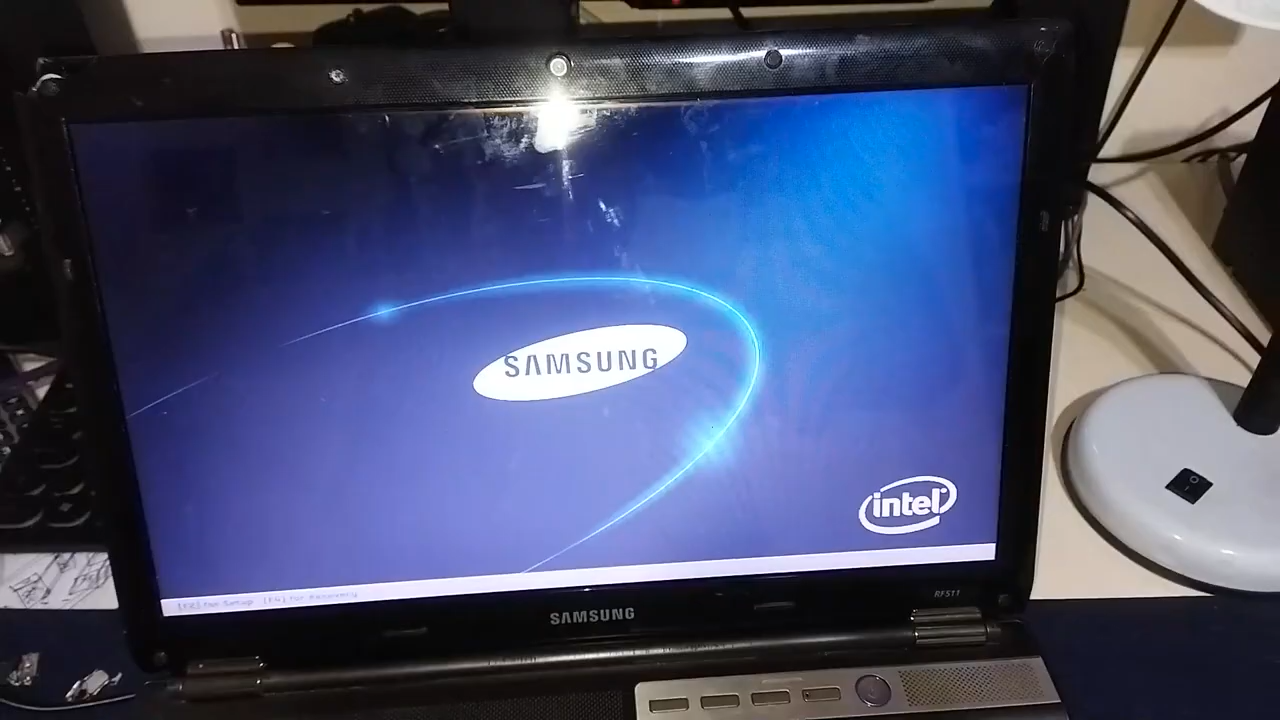 SAMSUNG
intel
[F2] for Setup [F4] for Recovery
SAMSUNG
RF511